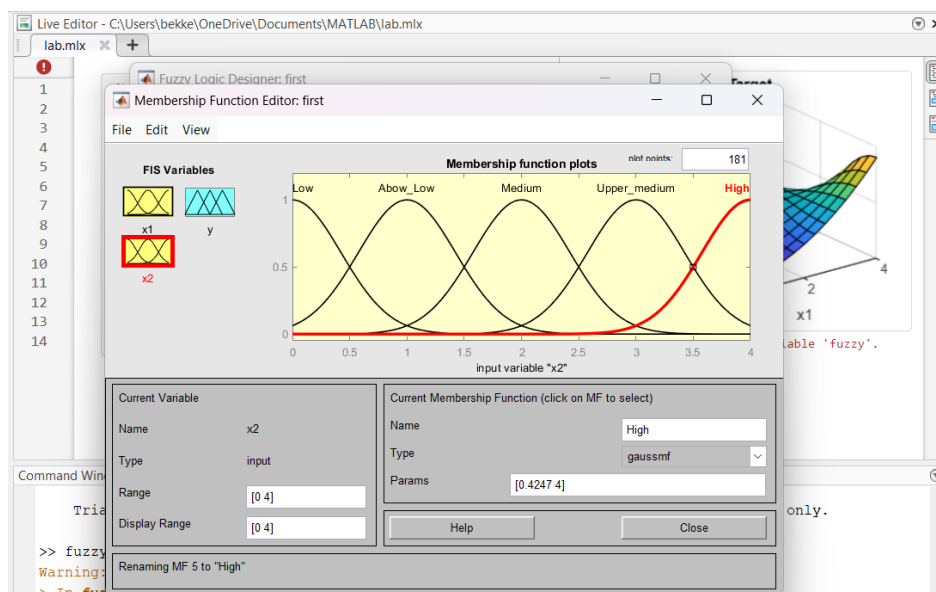 Live Editor - C:\Users\bekke\OneDrive\Documents\MATLAB\lab.mlx
lab.mlx
Fuzzy Logic Designer: first
Target
Membership Function Editor: first
File Edit View
FIS Variables
Membership function plots
plot points:
181
x1
y
x2
Low Abow_Low Medium Upper_medium High
1
0.5
0
0 0.5 1 1.5 2 2.5 3 3.5 4
input variable "x2"
Current Variable
Name x2
Type input
Range [0 4]
Display Range [0 4]
Current Membership Function (click on MF to select)
Name High
Type gaussmf
Params [0.4247 4]
Help Close
Renaming MF 5 to "High"
1
2
3
4
5
6
7
8
9
10
11
12
13
14
4
2
x1
'fuzzy'.
Command
only.
>> fuzzy
Warning:
> In